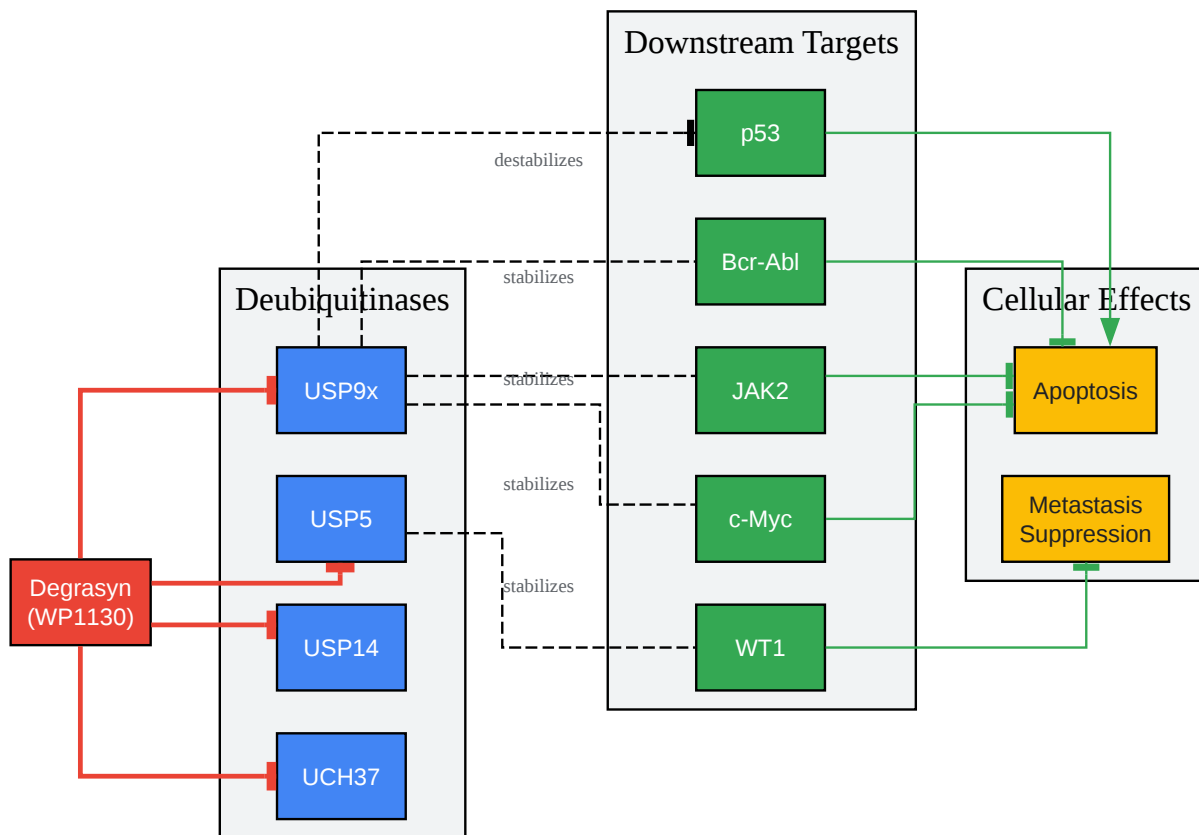 Downstream Targets
p53
destabilizes
Bcr-Abl
stabilizes
Deubiquitinases
Cellular Effects
USP9x
stabilizes
JAK2
Apoptosis
stabilizes
USP5
c-Myc
Metastasis
Suppression
Degrasyn
(WP1130)
stabilizes
USP14
WT1
UCH37